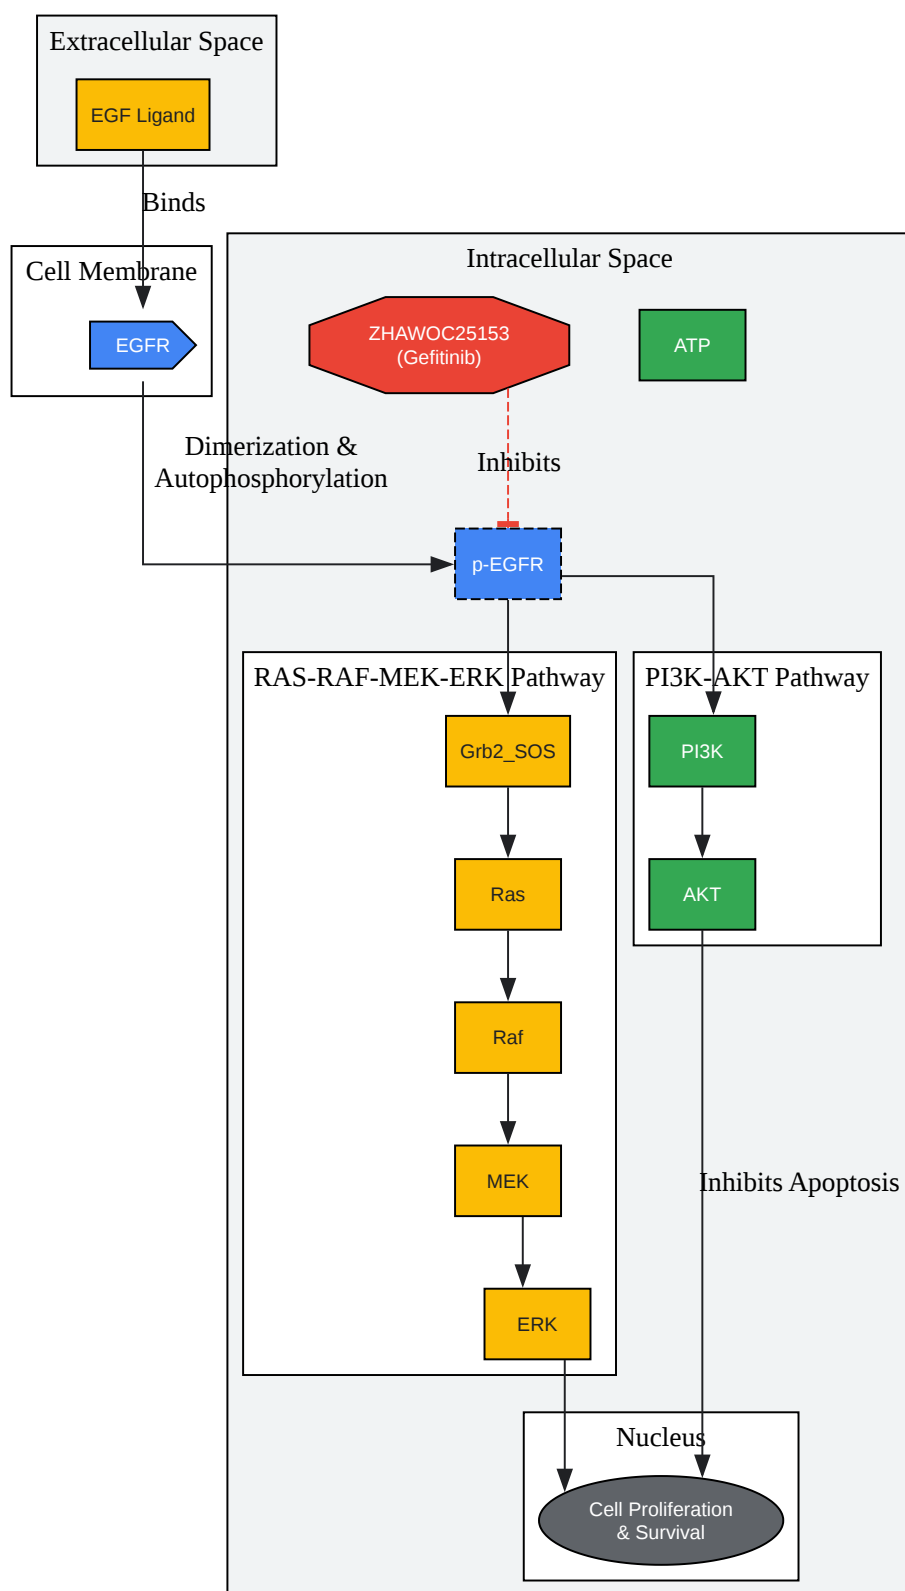 Extracellular Space
EGF Ligand
Binds
Cell Membrane
EGFR
Intracellular Space
ZHAWOC25153
(Gefitinib)
ATP
Dimerization &
Autophosphorylation
Inhibits
p-EGFR
RAS-RAF-MEK-ERK Pathway
PI3K-AKT Pathway
Grb2_SOS
PI3K
Ras
AKT
Raf
MEK
Inhibits Apoptosis
ERK
Nucleus
Cell Proliferation
& Survival